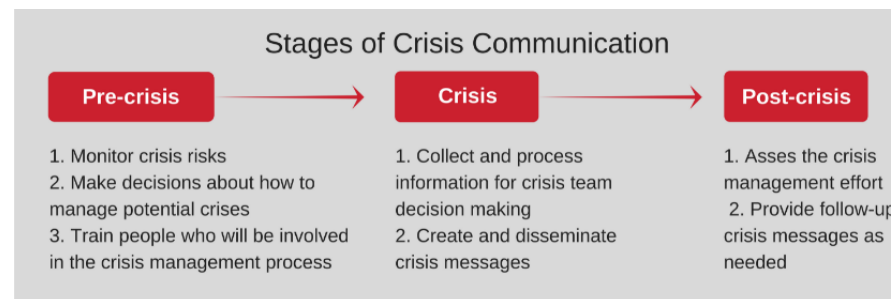 Stages of Crisis Communication
Pre-crisis
1. Monitor crisis risks
2. Make decisions about how to
manage potential crises
3. Train people who will be involved
in the crisis management process
Crisis
1. Collect and process
information for crisis team
decision making
2. Create and disseminate
crisis messages
Post-crisis
1. Asses the crisis
management effort
2. Provide follow-up
crisis messages as
needed